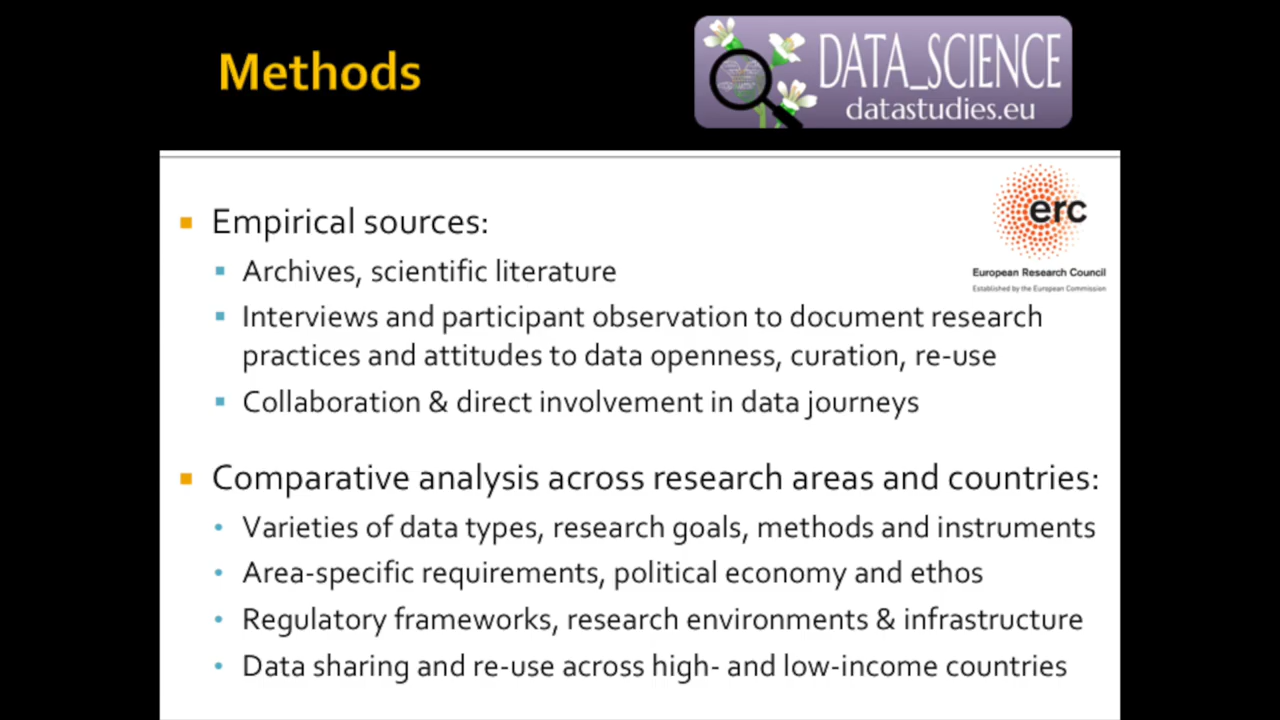 Methods
DATA_SCIENCE
datastudies.eu
erc
European Research Council
Established by the European Commission
Empirical sources:
Archives, scientific literature
Interviews and participant observation to document research
practices and attitudes to data openness, curation, re-use
Collaboration & direct involvement in data journeys
Comparative analysis across research areas and countries:
Varieties of data types, research goals, methods and instruments
Area-specific requirements, political economy and ethos
Regulatory frameworks, research environments & infrastructure
Data sharing and re-use across high- and low-income countries